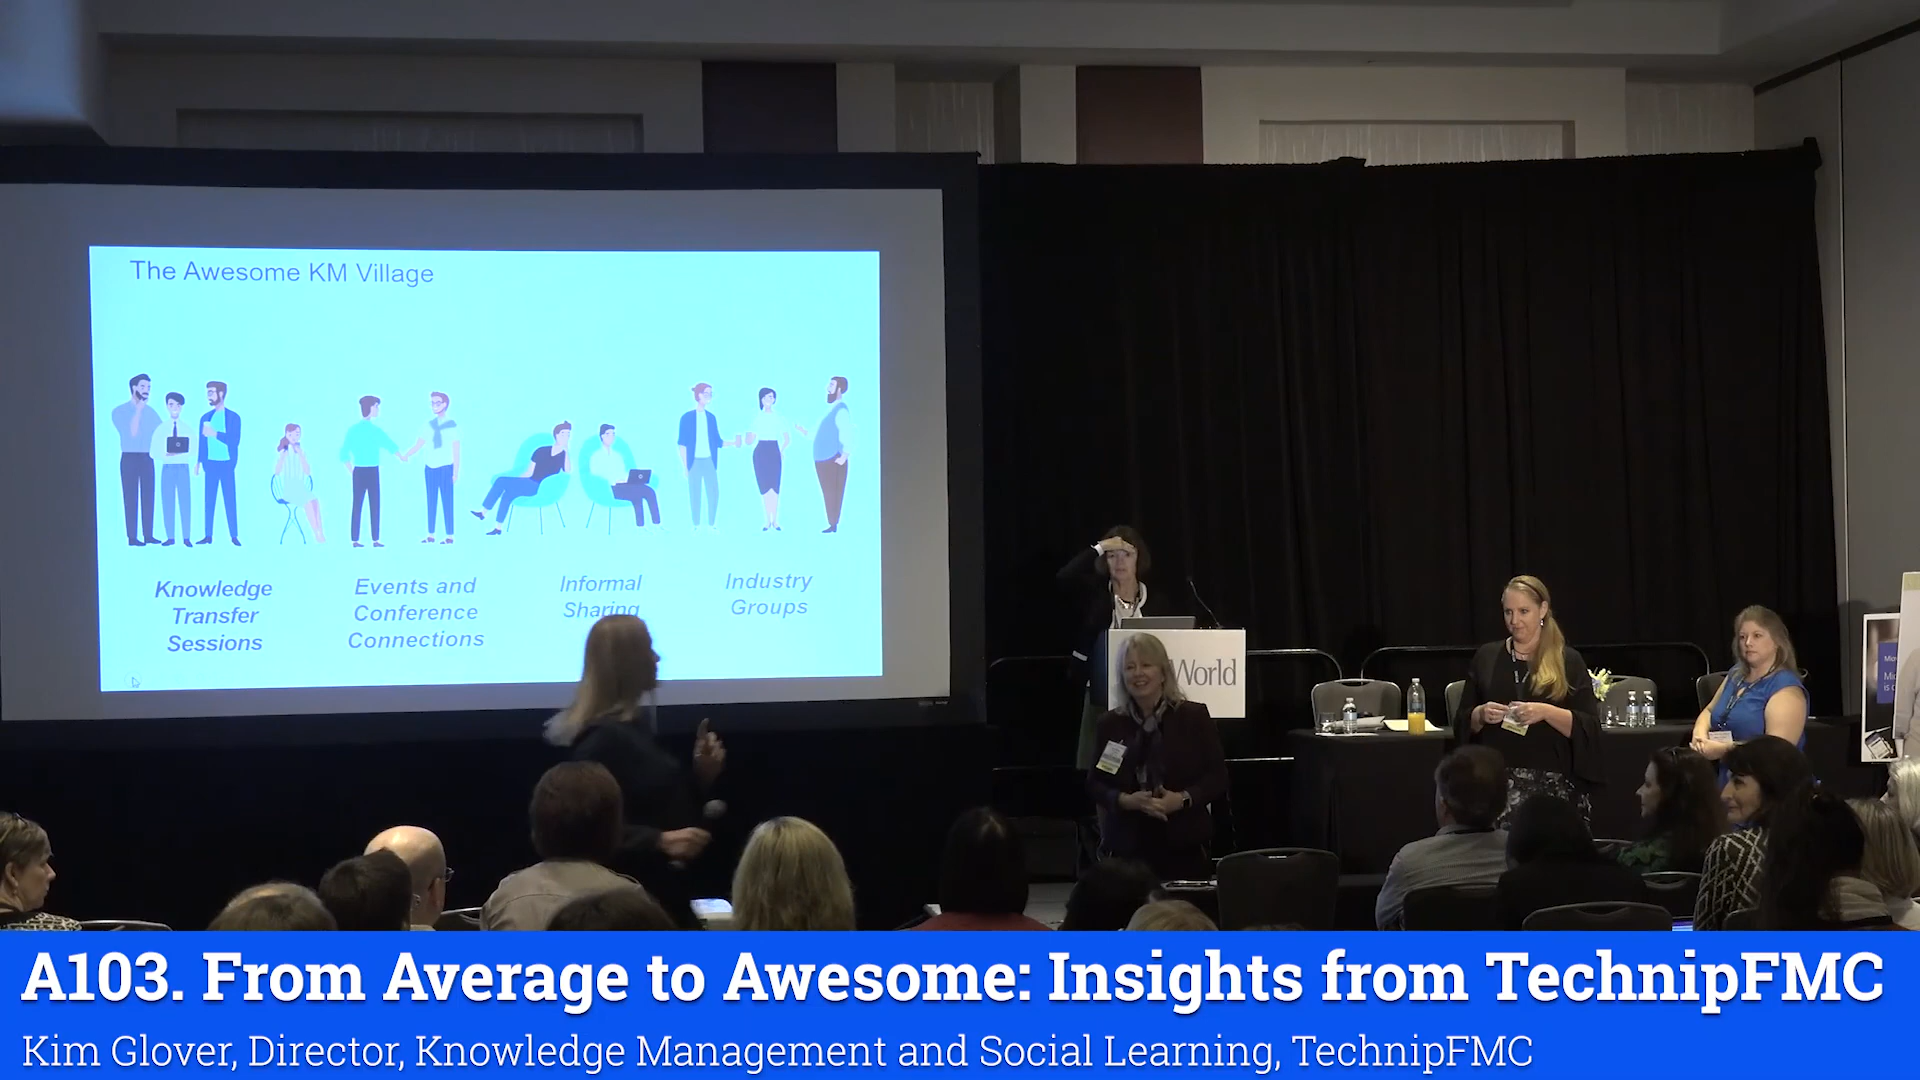 The Awesome KM Village
Knowledge
Transfer
Sessions
Events and
Conference
Connections
Informal
Sharing
Industry
Groups
World
A103. From Average to Awesome: Insights from TechnipFMC
Kim Glover, Director, Knowledge Management and Social Learning, TechnipFMC